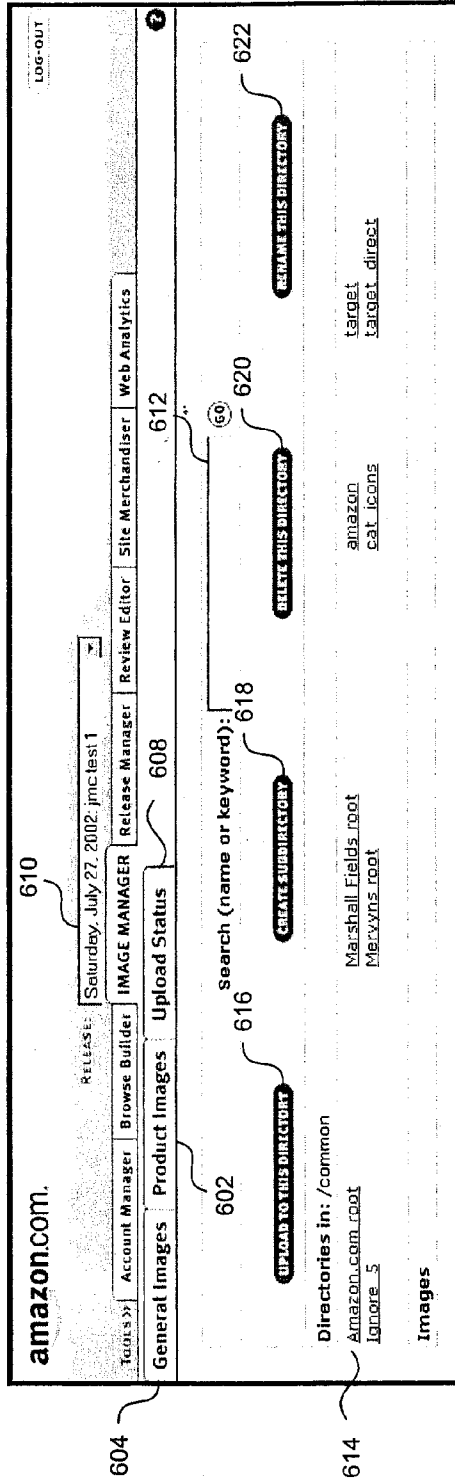 610
amazon.com.
RELEASE: Saturday, July 27, 2002: jmctest1
LOG-OUT
TOOLS >> Account Manager Browse Builder IMAGE MANAGER Release Manager Review Editor Site Merchandiser Web Analytics
604
General Images Product Images Upload Status ?
602
608
612
Search (name or keyword): GO
616
618
620
622
UPLOAD TO THIS DIRECTORY CREATE SUBDIRECTORY DELETE THIS DIRECTORY RENAME THIS DIRECTORY
Directories in: /common
614
Amazon.com root Marshall Fields root amazon target
Ignore 5 Mervyns root cat icons target direct
Images